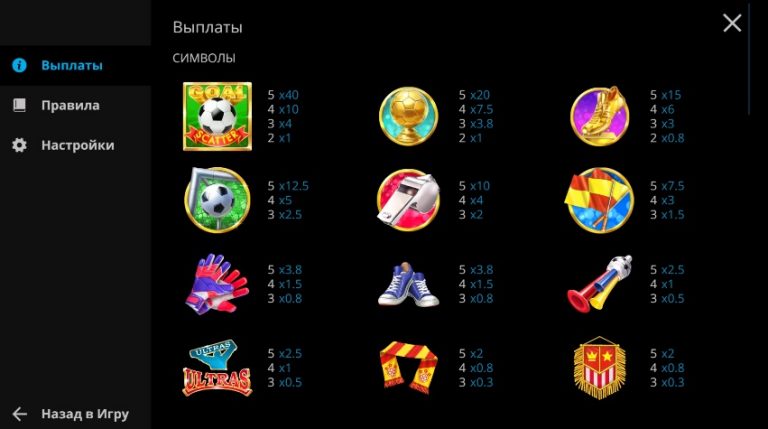 Выплаты
СИМВОЛЫ
Выплаты
Правила
Настройки
Назад в Игру
GOAL
SCATTER
5 x40
4 x10
3 x4
2 x1
5 x20
4 x7.5
3 x3.8
2 x1
5 x15
4 x6
3 x3
2 x0.8
5 x12.5
4 x5
3 x2.5
5 x10
4 x4
3 x2
5 x7.5
4 x3
3 x1.5
5 x3.8
4 x1.5
3 x0.8
5 x3.8
4 x1.5
3 x0.8
5 x2.5
4 x1
3 x0.5
ULTRAS
ULTRAS
5 x2.5
4 x1
3 x0.5
5 x2
4 x0.8
3 x0.3
5 x2
4 x0.8
3 x0.3